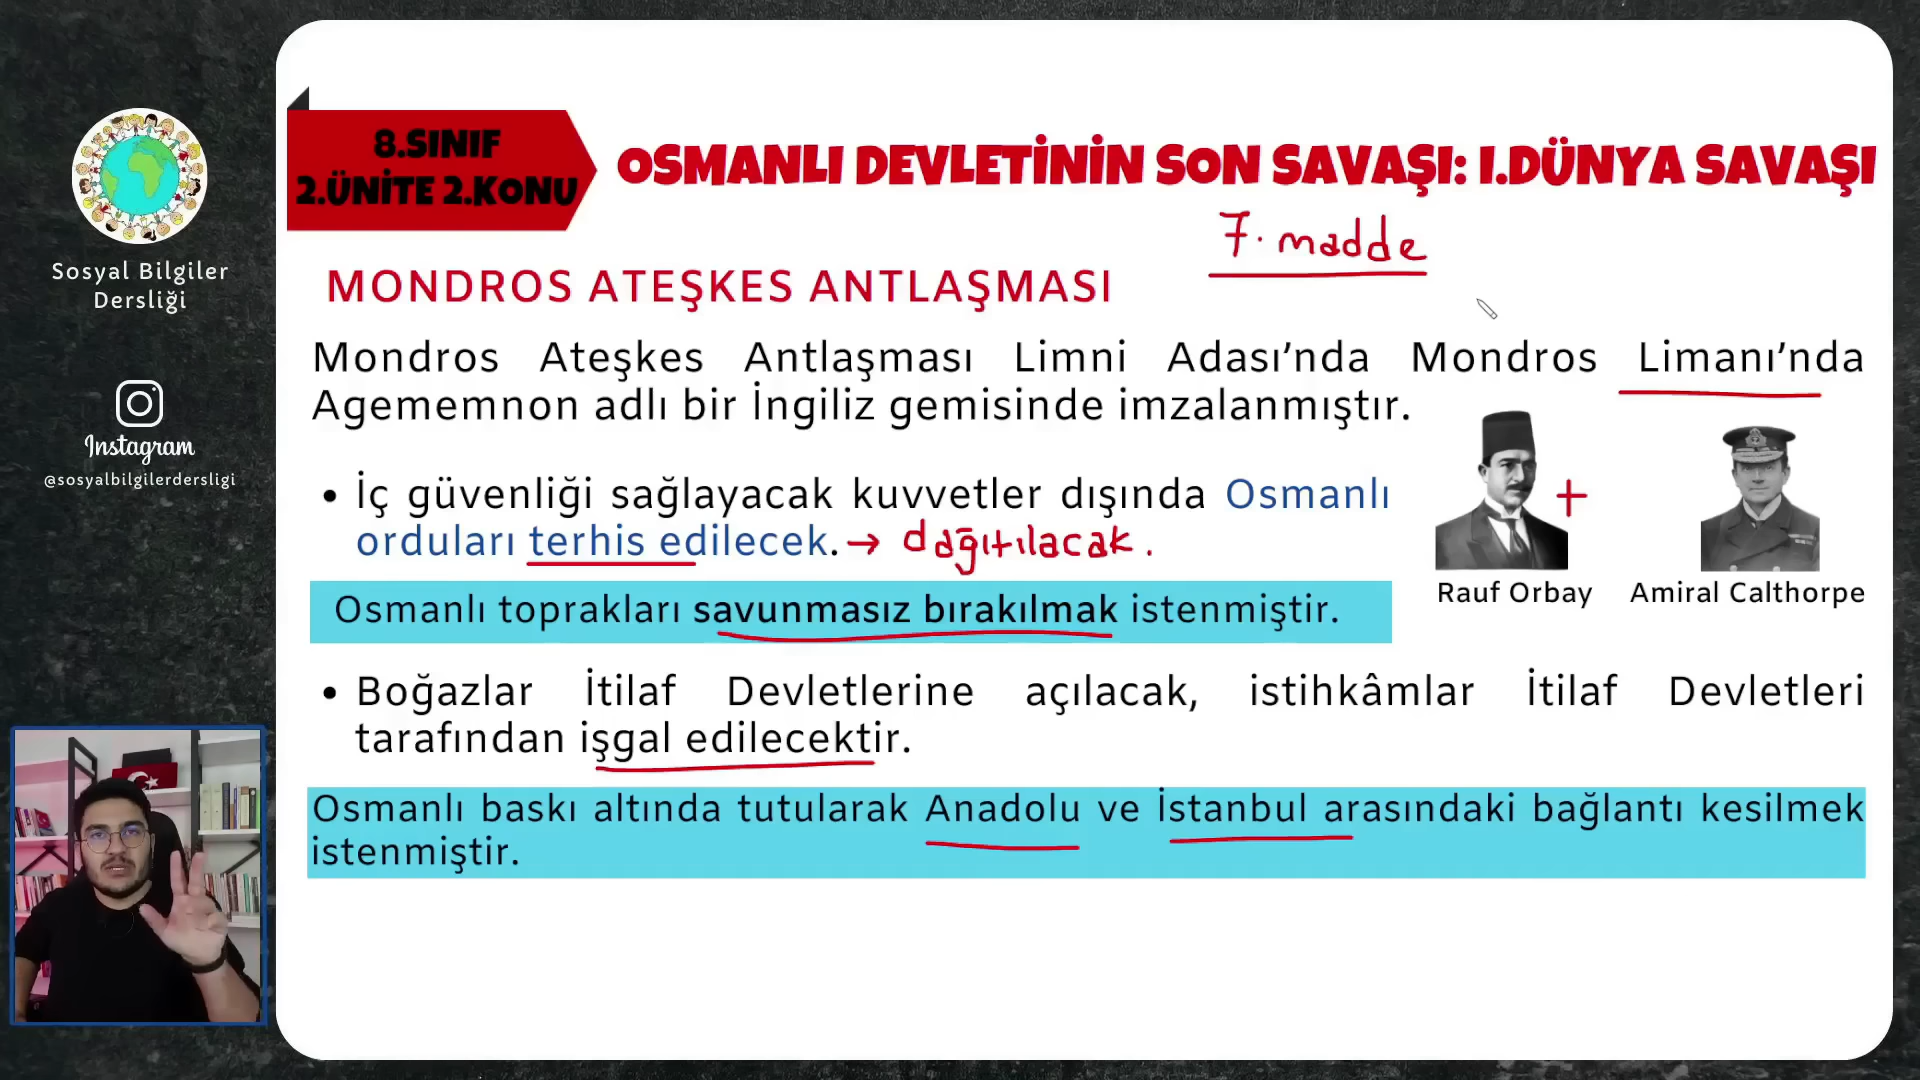 8.SINIF
2.ÜNİTE 2.KONU
OSMANLI DEVLETİNİN SON SAVAŞI: I.DÜNYA SAVAŞI
7. madde
Sosyal Bilgiler
Dersliği
Instagram
@sosyalbilgilerdersligi
MONDROS ATEŞKES ANTLAŞMASI
Mondros Ateşkes Antlaşması Limni Adası’nda Mondros Limanı’nda
Agememnon adlı bir İngiliz gemisinde imzalanmıştır.
• İç güvenliği sağlayacak kuvvetler dışında Osmanlı
orduları terhis edilecek. → dağıtılacak.
+
Rauf Orbay
Amiral Calthorpe
Osmanlı toprakları savunmasız bırakılmak istenmiştir.
• Boğazlar İtilaf Devletlerine açılacak, istihkâmlar İtilaf Devletleri
tarafından işgal edilecektir.
Osmanlı baskı altında tutularak Anadolu ve İstanbul arasındaki bağlantı kesilmek
istenmiştir.